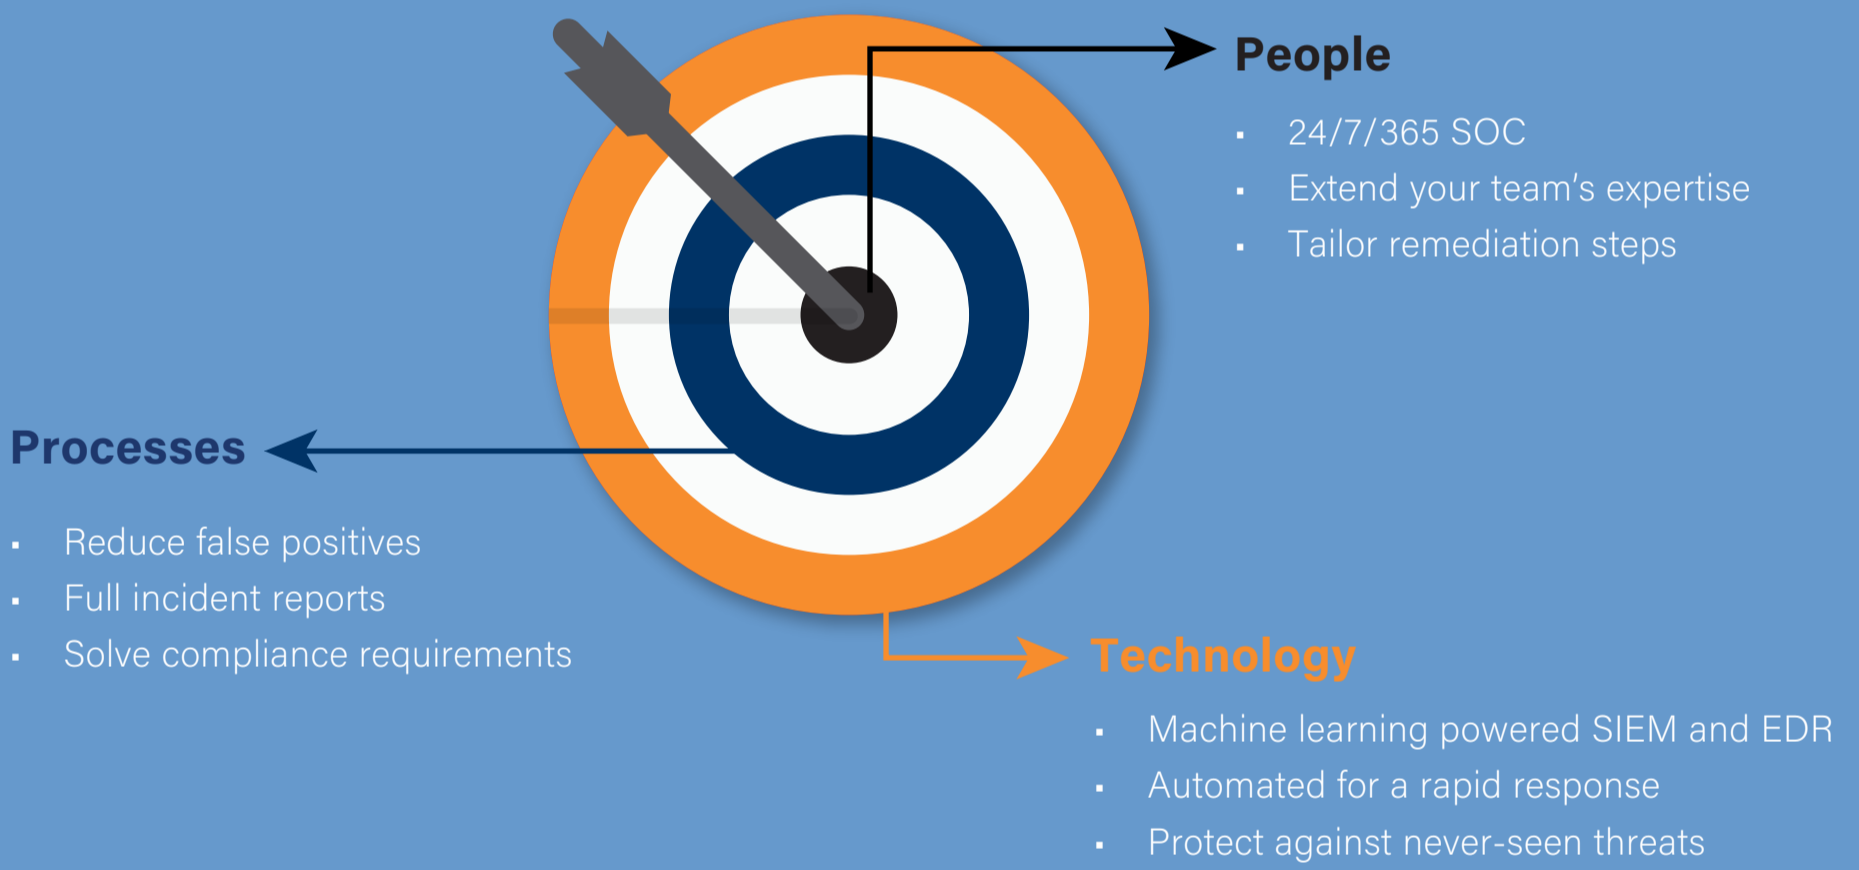 People
▪ 24/7/365 SOC
▪ Extend your team's expertise
▪ Tailor remediation steps
Processes
▪ Reduce false positives
▪ Full incident reports
▪ Solve compliance requirements
Technology
▪ Machine learning powered SIEM and EDR
▪ Automated for a rapid response
▪ Protect against never-seen threats